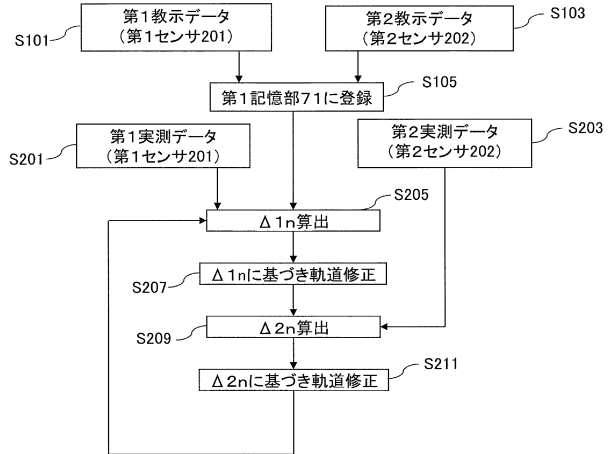 第1教示データ
(第1センサ201)
S101
第2教示データ
(第2センサ202)
S103
第1記憶部71に登録
S105
第1実測データ
(第1センサ201)
S201
第2実測データ
(第2センサ202)
S203
Δ1n算出
S205
Δ1nに基づき軌道修正
S207
Δ2n算出
S209
Δ2nに基づき軌道修正
S211